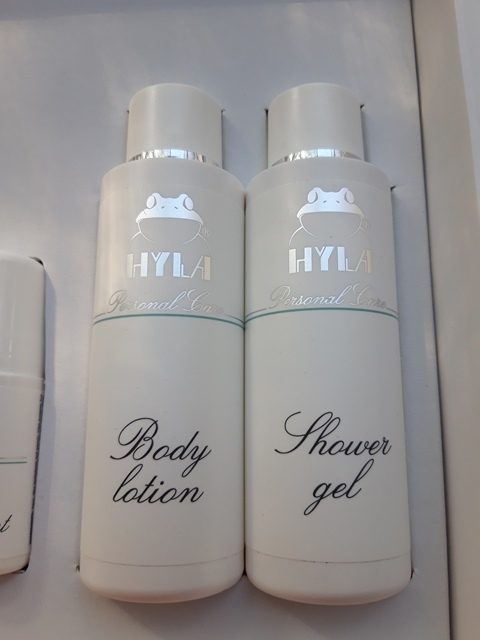 HYLA
Personal Care
Body
lotion
HYLA
Personal Care
Shower
gel